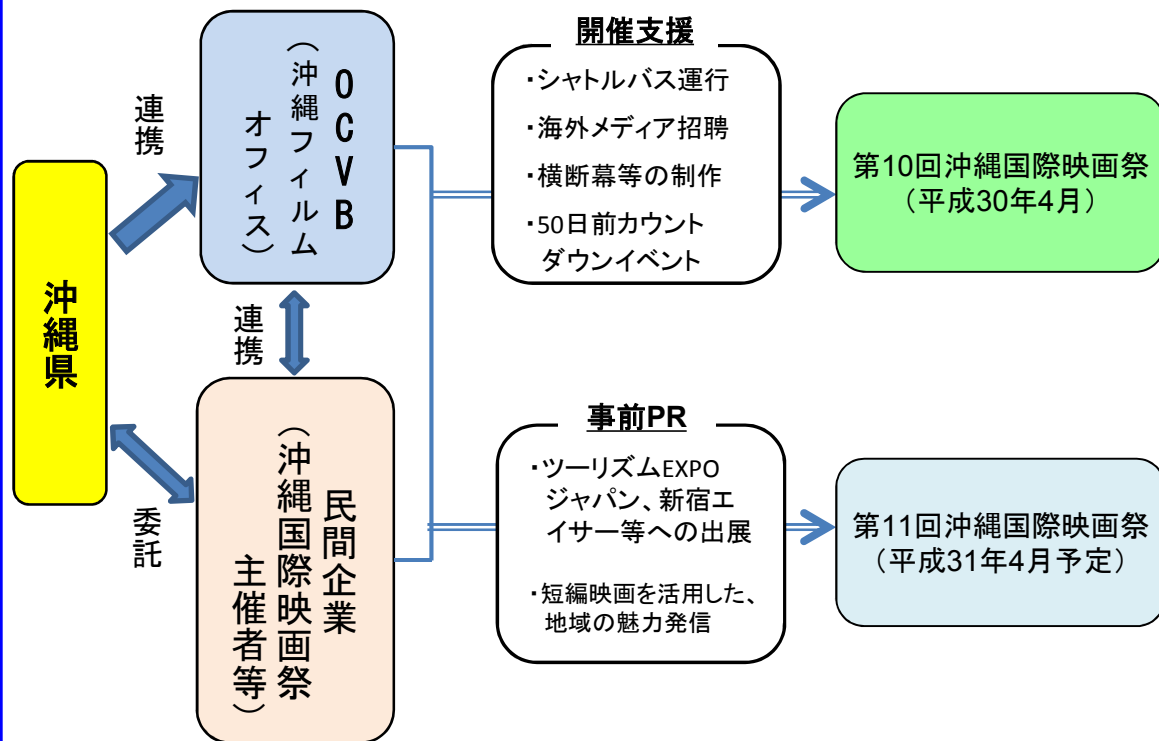 沖縄県
連携
OCVB
（沖縄フィルム
オフィス）
連携
委託
民間企業
（沖縄国際映画祭
主催者等）
開催支援
・シャトルバス運行
・海外メディア招聘
・横断幕等の制作
・50日前カウント
ダウンイベント
第10回沖縄国際映画祭
（平成30年4月）
事前PR
・ツーリズムEXPO
ジャパン、新宿エ
イサー等への出展
・短編映画を活用した、
地域の魅力発信
第11回沖縄国際映画祭
（平成31年4月予定）